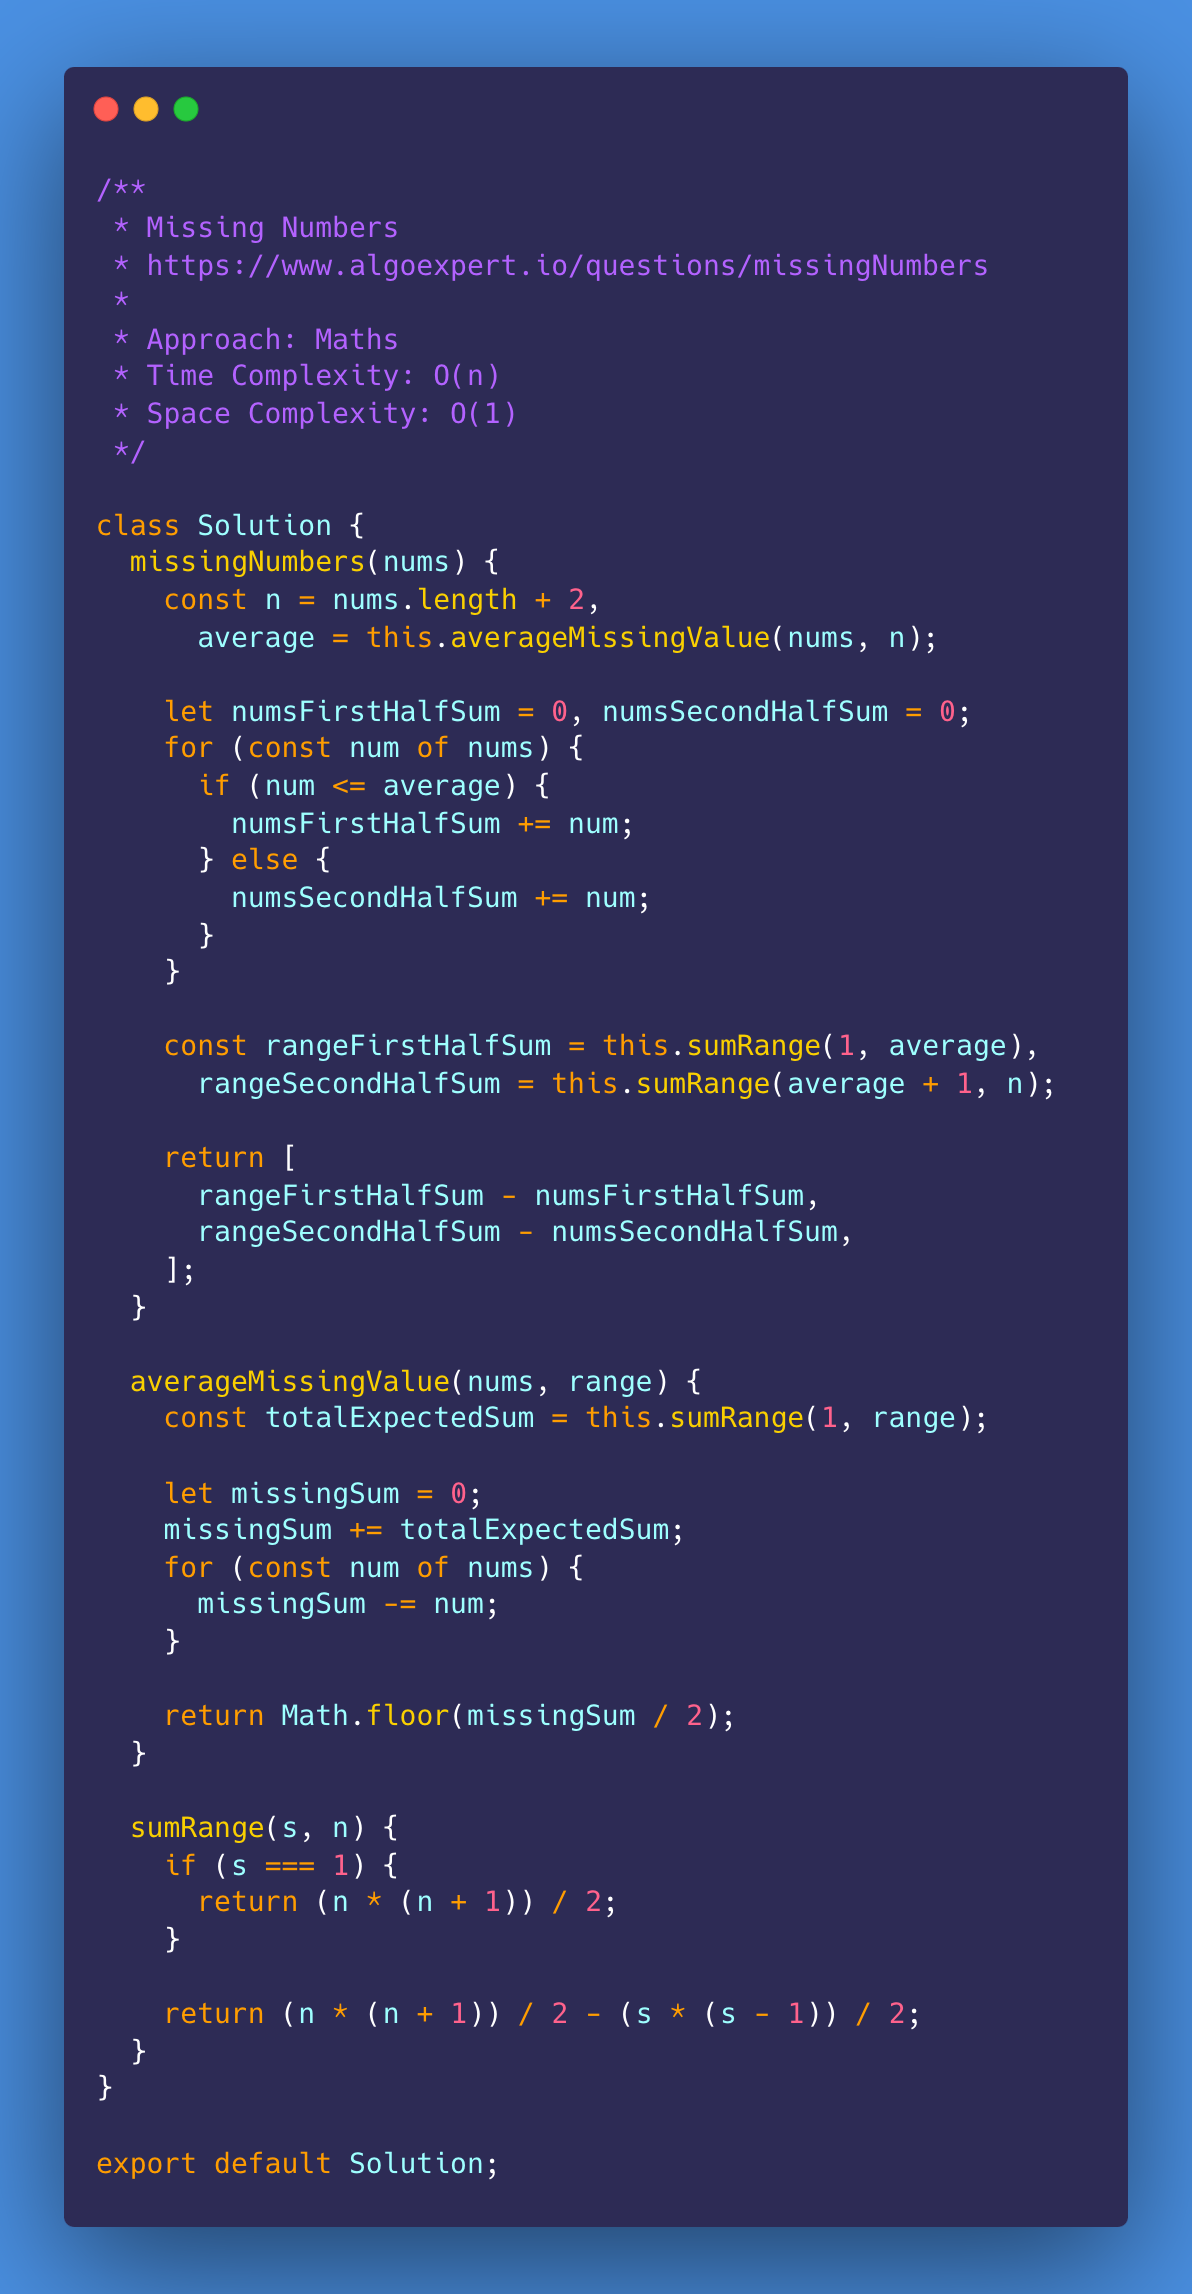 /**
 * Missing Numbers
 * https://www.algoexpert.io/questions/missingNumbers
 *
 * Approach: Maths
 * Time Complexity: O(n)
 * Space Complexity: O(1)
 */

class Solution {
  missingNumbers(nums) {
    const n = nums.length + 2,
      average = this.averageMissingValue(nums, n);

    let numsFirstHalfSum = 0, numsSecondHalfSum = 0;
    for (const num of nums) {
      if (num <= average) {
        numsFirstHalfSum += num;
      } else {
        numsSecondHalfSum += num;
      }
    }

    const rangeFirstHalfSum = this.sumRange(1, average),
      rangeSecondHalfSum = this.sumRange(average + 1, n);

    return [
      rangeFirstHalfSum - numsFirstHalfSum,
      rangeSecondHalfSum - numsSecondHalfSum,
    ];
  }

  averageMissingValue(nums, range) {
    const totalExpectedSum = this.sumRange(1, range);

    let missingSum = 0;
    missingSum += totalExpectedSum;
    for (const num of nums) {
      missingSum -= num;
    }

    return Math.floor(missingSum / 2);
  }

  sumRange(s, n) {
    if (s === 1) {
      return (n * (n + 1)) / 2;
    }

    return (n * (n + 1)) / 2 - (s * (s - 1)) / 2;
  }
}

export default Solution;